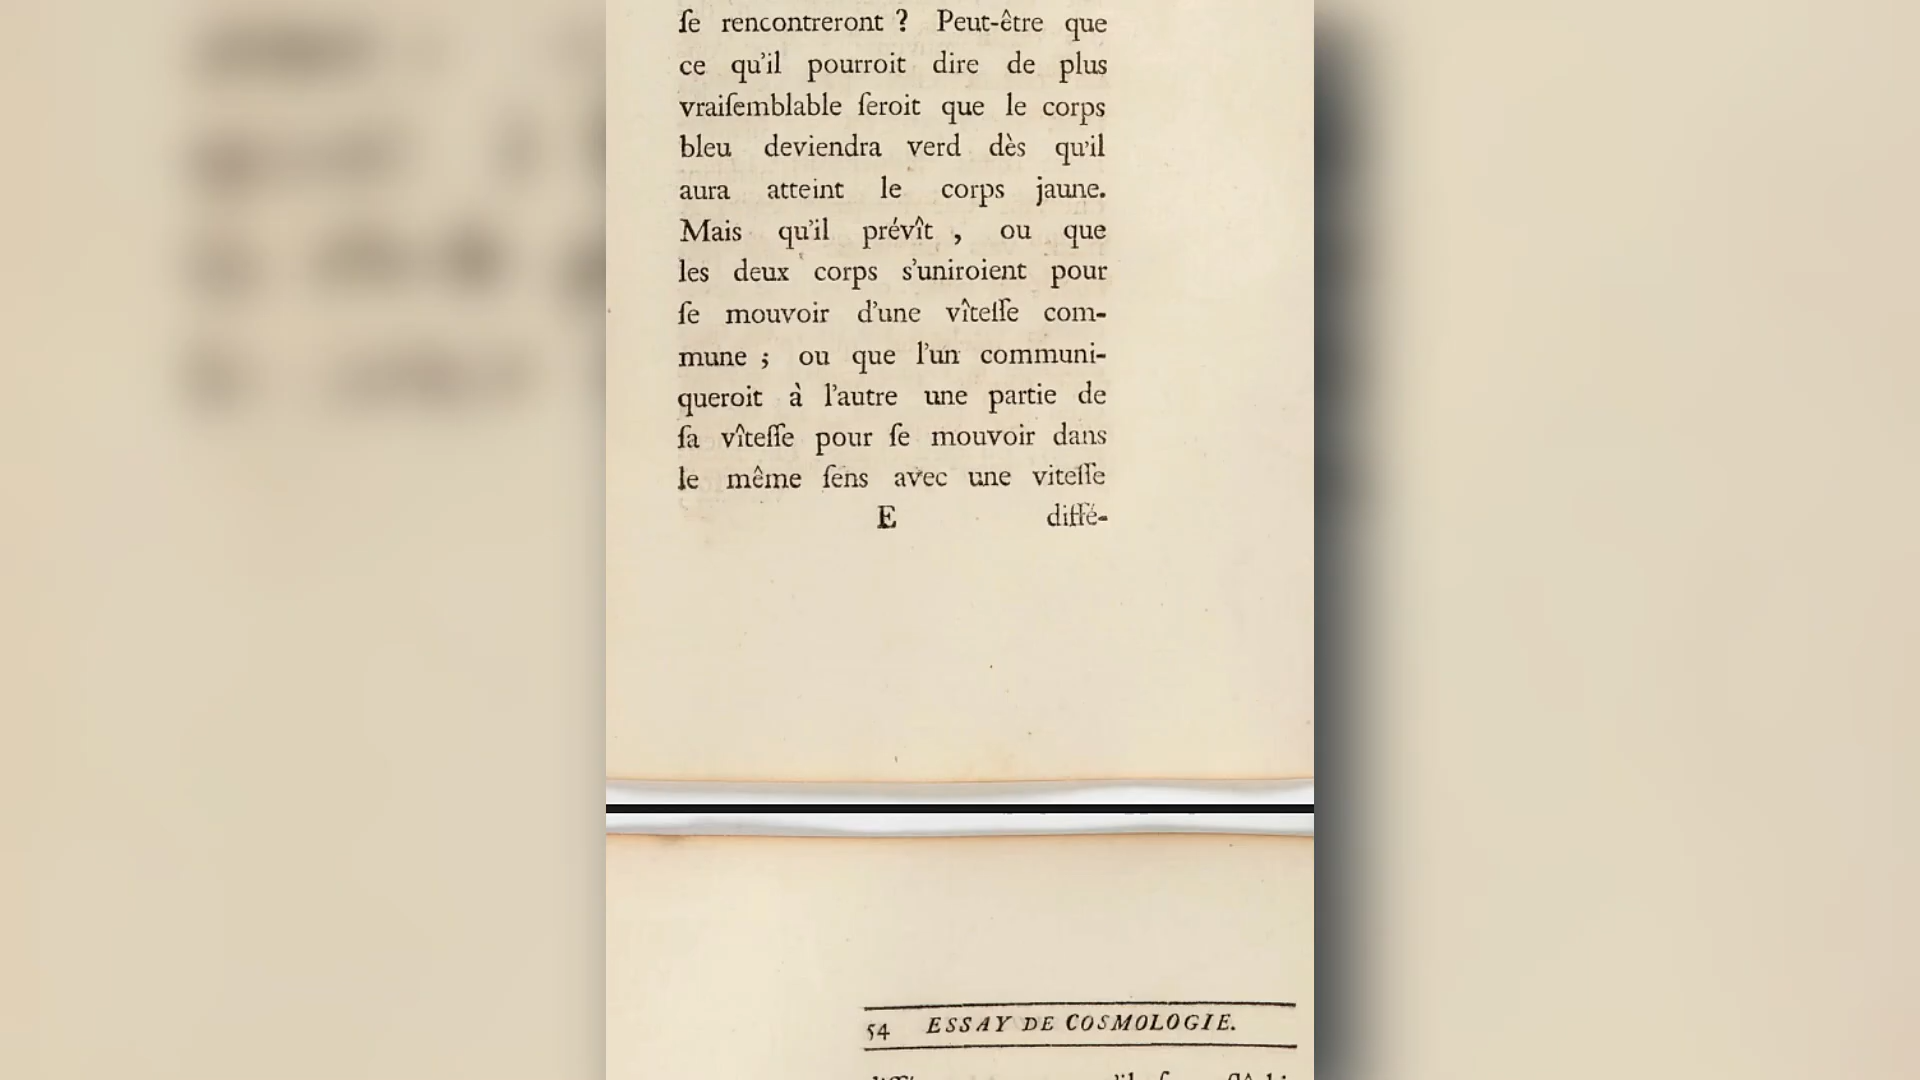 ſe rencontreront ? Peut-être que
ce qu'il pourroit dire de plus
vraiſemblable ſeroit que le corps
bleu deviendra verd dès qu'il
aura atteint le corps jaune.
Mais qu'il prévît , ou que
les deux corps s'uniroient pour
ſe mouvoir d'une vîteſſe com-
mune ; ou que l'un communi-
queroit à l'autre une partie de
ſa vîteſſe pour ſe mouvoir dans
le même ſens avec une viteſſe
E diffé-
54 ESSAY DE COSMOLOGIE.